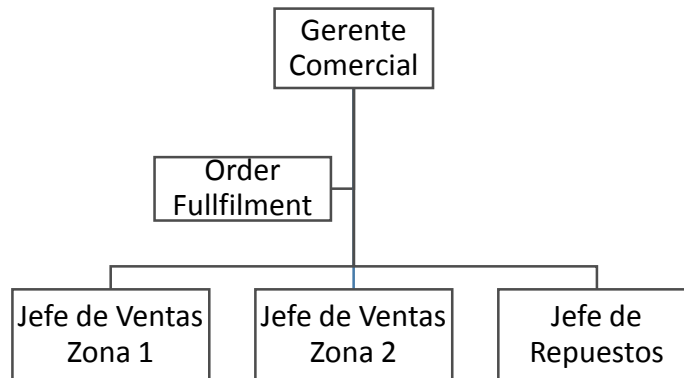 Gerente
Comercial
Order
Fullfilment
Jefe de Ventas
Zona 1
Jefe de Ventas
Zona 2
Jefe de
Repuestos